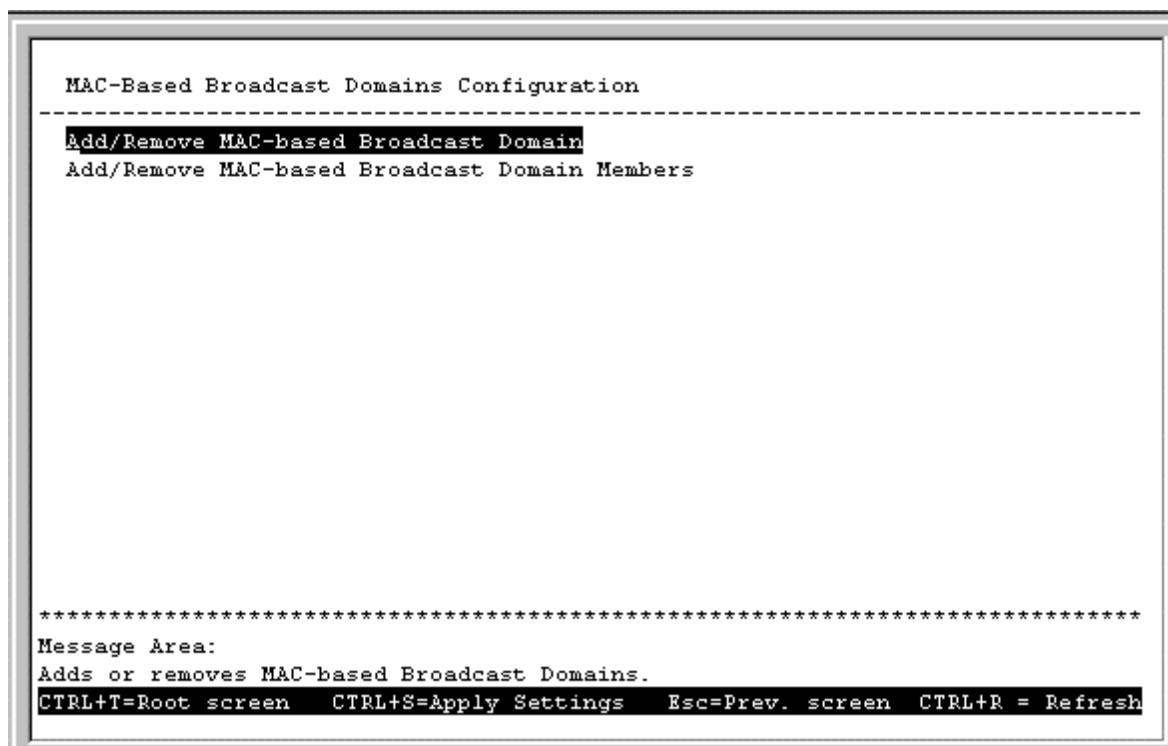 MAC-Based Broadcast Domains Configuration
-------------------------------------------------------------------------------
Add/Remove MAC-based Broadcast Domain
Add/Remove MAC-based Broadcast Domain Members
*******************************************************************************
Message Area:
Adds or removes MAC-based Broadcast Domains.
CTRL+T=Root screen   CTRL+S=Apply Settings   Esc=Prev. screen  CTRL+R = Refresh